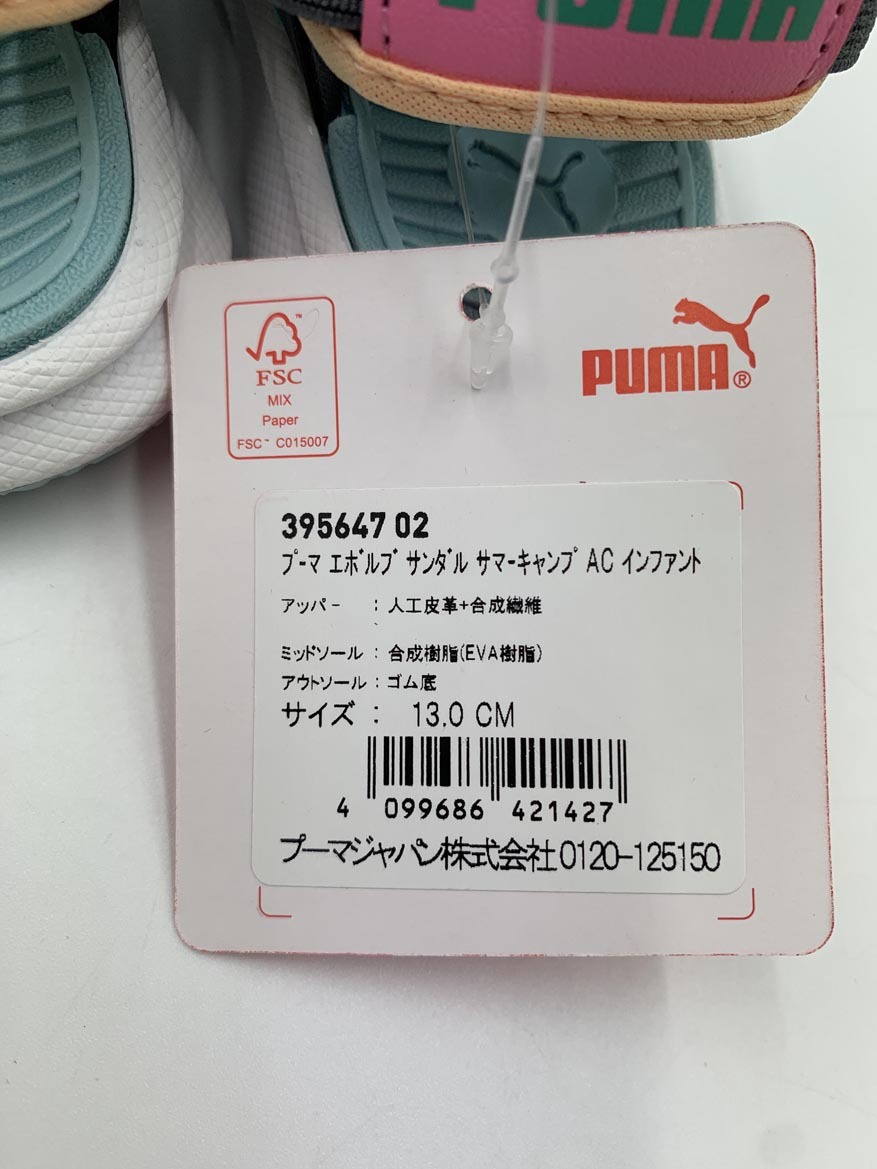 PUMA
FSC™
MIX
Paper
FSC™ C015007
PUMA®
395647 02
プーマ エボルブ サンダル サマーキャンプ AC インファント
アッパー : 人工皮革+合成繊維
ミッドソール : 合成樹脂(EVA樹脂)
アウトソール : ゴム底
サイズ : 13.0 CM
4 099686 421427
プーマジャパン株式会社0120-125150